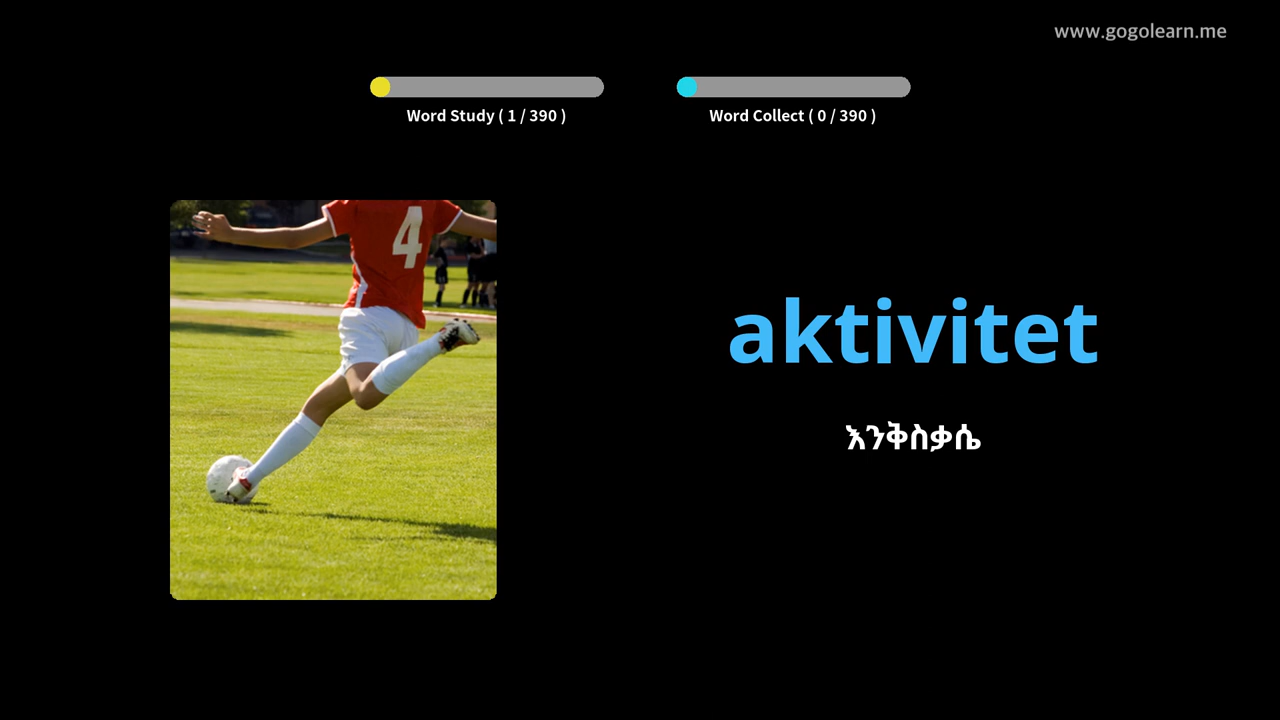 www.gogolearn.me
Word Study ( 1 / 390 )
Word Collect ( 0 / 390 )
4
aktivitet
እንቅስቃሴ